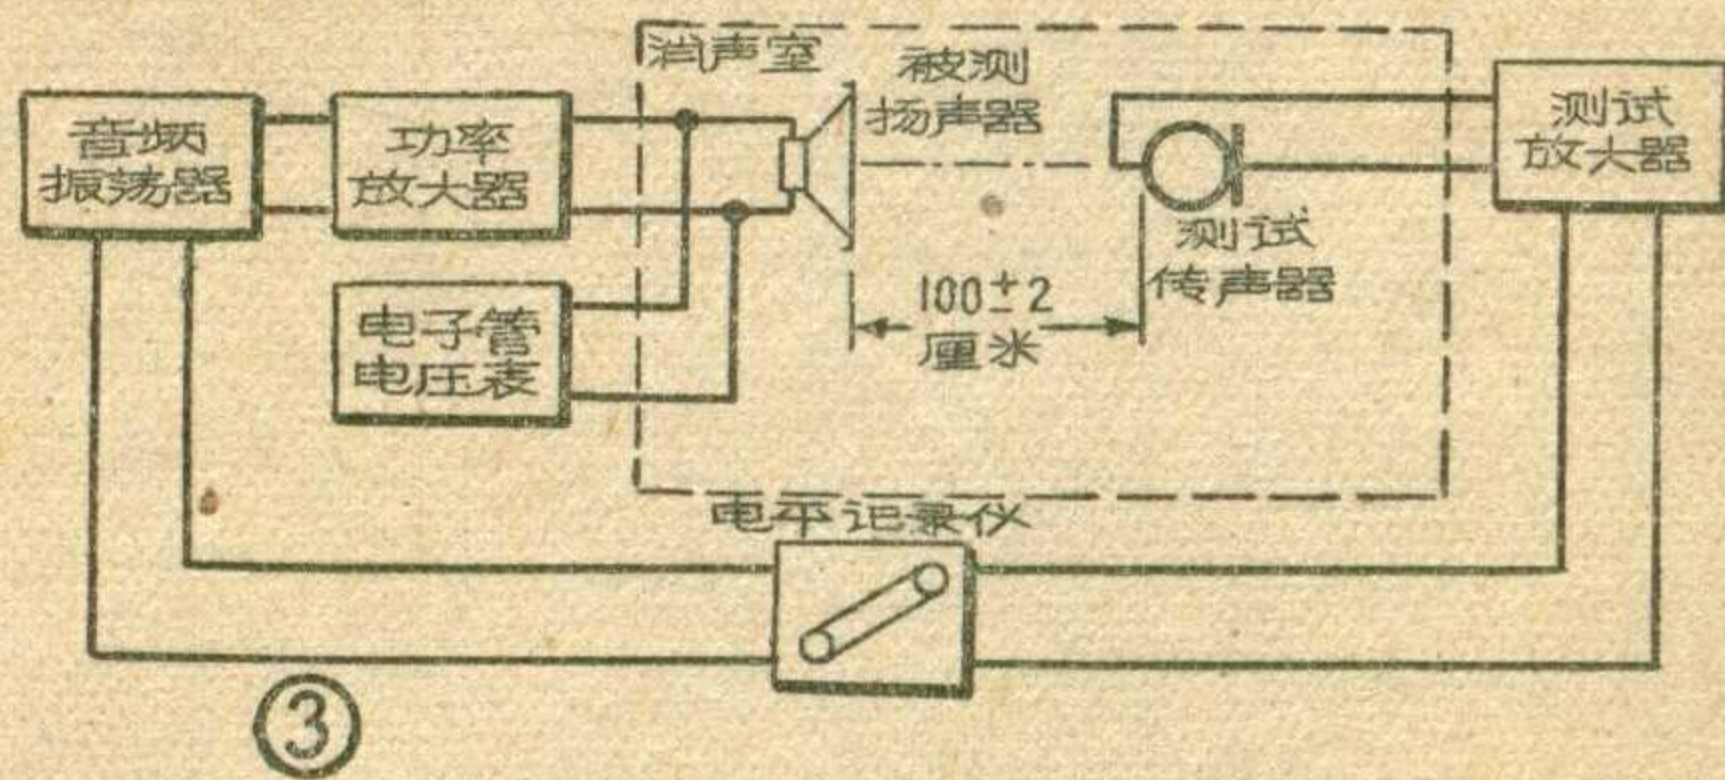 消声室
被测
扬声器
音频
振荡器
功率
放大器
测试
放大器
测试
传声器
100±2
厘米
电子管
电压表
电平记录仪
③